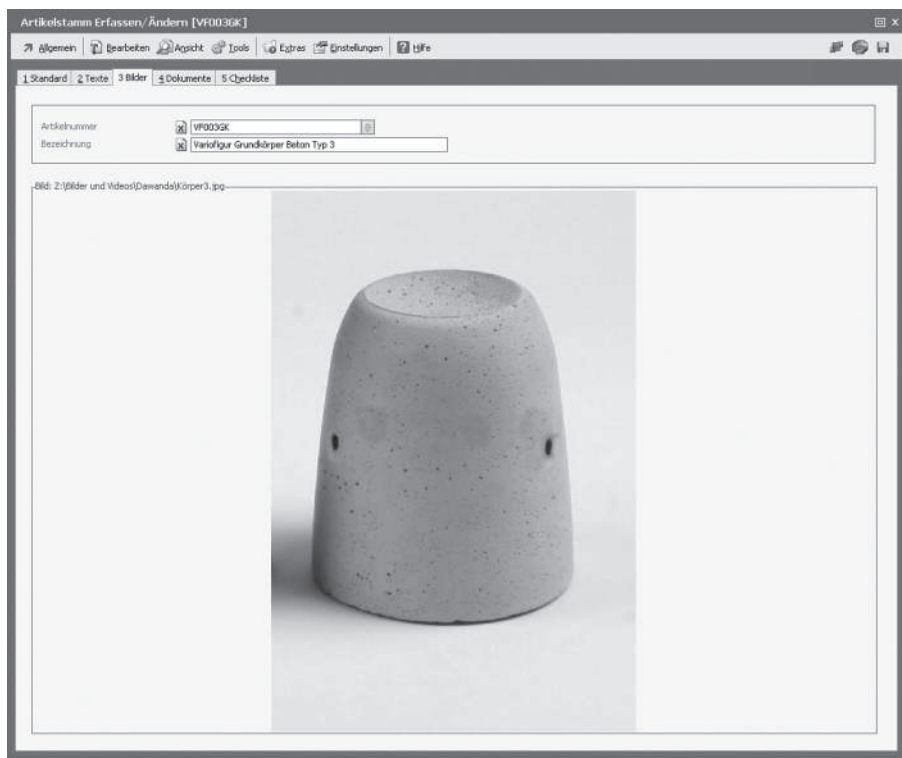 Artikelstamm Erfassen/Ändern [VF003GK]
Allgemein Bearbeiten Ansicht Tools Extras Einstellungen Hilfe
1 Standard 2 Texte 3 Bilder 4 Dokumente 5 Checkliste
Artikelnummer VF003GK
Bezeichnung Variofigur Grundkörper Beton Typ 3
Bild: Z:\Bilder und Videos\Dawanda\Körper3.jpg